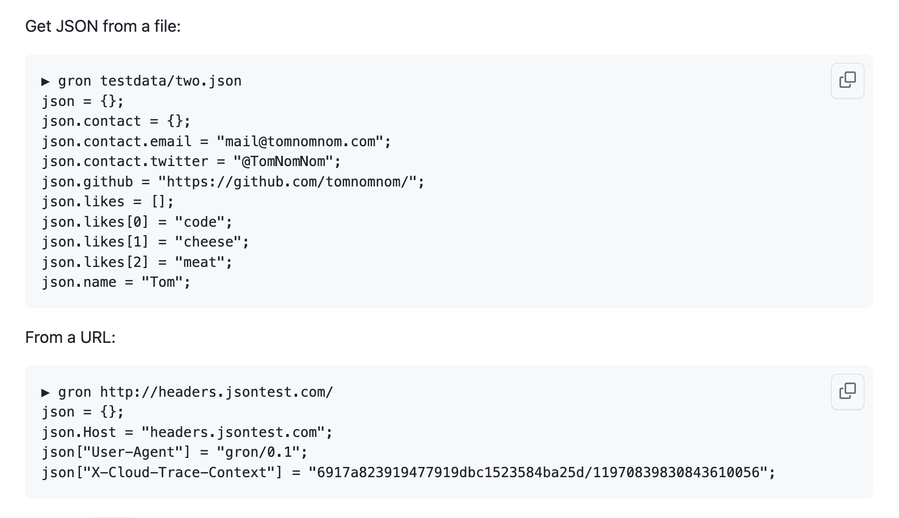 Get JSON from a file:
▶ gron testdata/two.json
json = {};
json.contact = {};
json.contact.email = "mail@tomnomnom.com";
json.contact.twitter = "@TomNomNom";
json.github = "https://github.com/tomnomnom/";
json.likes = [];
json.likes[0] = "code";
json.likes[1] = "cheese";
json.likes[2] = "meat";
json.name = "Tom";
From a URL:
▶ gron http://headers.jsontest.com/
json = {};
json.Host = "headers.jsontest.com";
json["User-Agent"] = "gron/0.1";
json["X-Cloud-Trace-Context"] = "6917a823919477919dbc1523584ba25d/11970839830843610056";